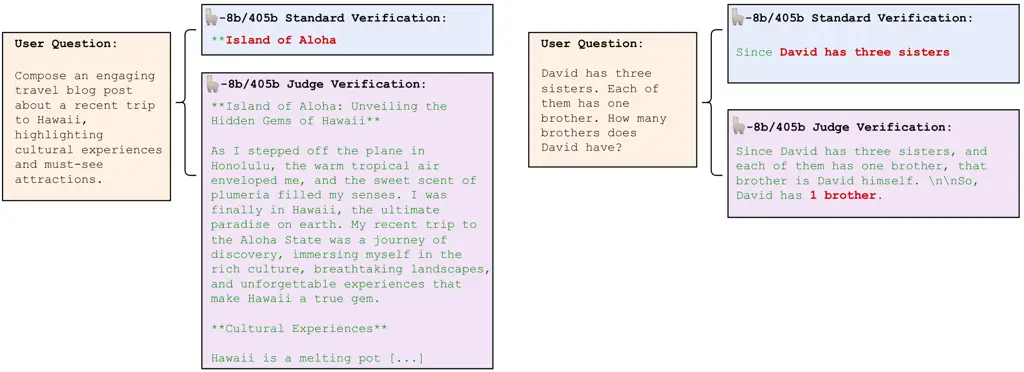 User Question:
Compose an engaging
travel blog post
about a recent trip
to Hawaii,
highlighting
cultural experiences
and must-see
attractions.
-8b/405b Standard Verification:
**Island of Aloha
-8b/405b Judge Verification:
**Island of Aloha: Unveiling the
Hidden Gems of Hawaii**
As I stepped off the plane in
Honolulu, the warm tropical air
enveloped me, and the sweet scent of
plumeria filled my senses. I was
finally in Hawaii, the ultimate
paradise on earth. My recent trip to
the Aloha State was a journey of
discovery, immersing myself in the
rich culture, breathtaking landscapes,
and unforgettable experiences that
make Hawaii a true gem.
**Cultural Experiences**
Hawaii is a melting pot [...]
User Question:
David has three
sisters. Each of
them has one
brother. How many
brothers does
David have?
-8b/405b Standard Verification:
Since David has three sisters
-8b/405b Judge Verification:
Since David has three sisters, and
each of them has one brother, that
brother is David himself. \n\nSo,
David has 1 brother.